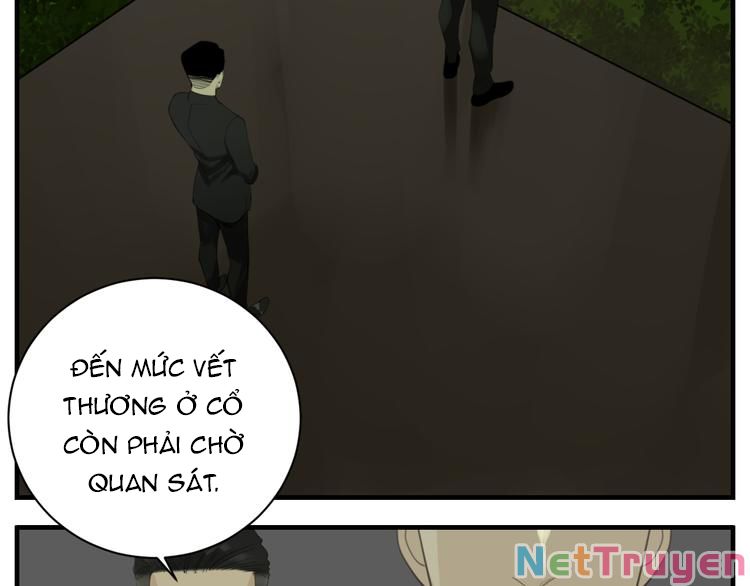 ĐẾN MỨC VẾT
THƯƠNG Ở CỔ
CÒN PHẢI CHỜ
QUAN SÁT.
NetTruyen